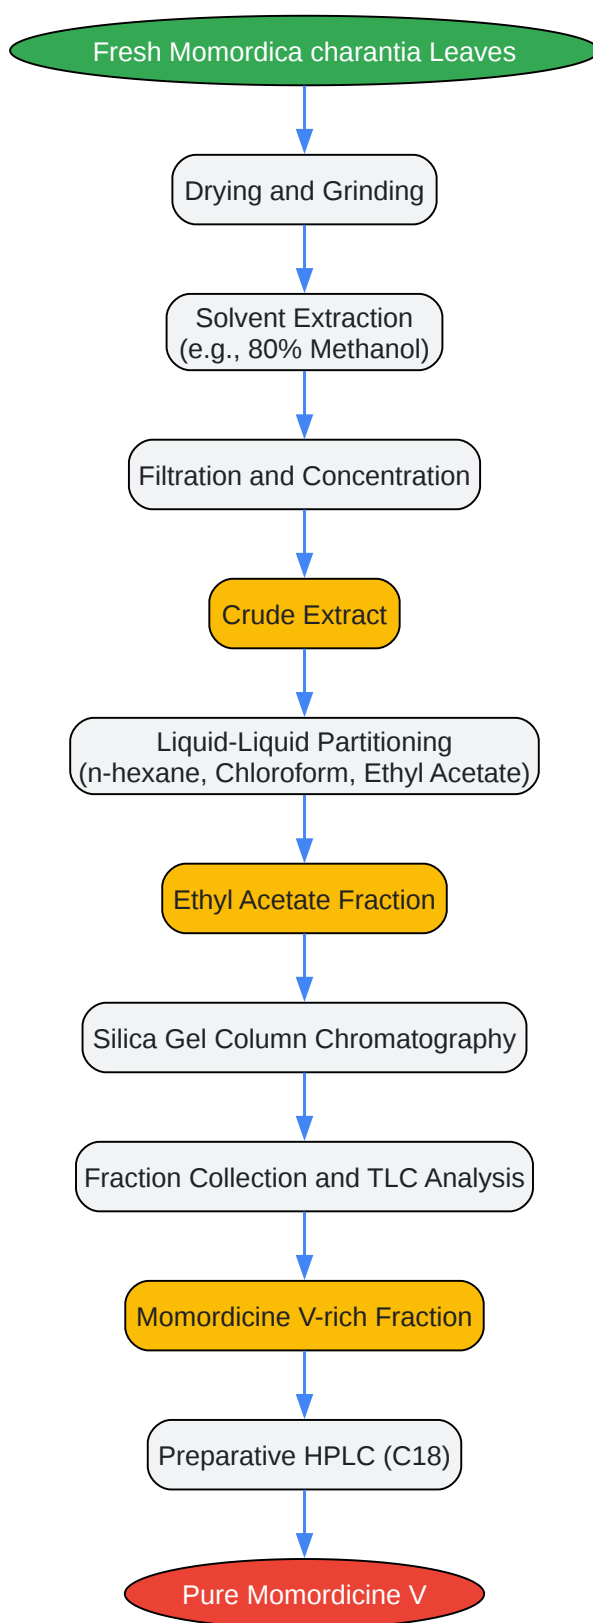 Fresh Momordica charantia Leaves
Drying and Grinding
Solvent Extraction
(e.g., 80% Methanol)
Filtration and Concentration
Crude Extract
Liquid-Liquid Partitioning
(n-hexane, Chloroform, Ethyl Acetate)
Ethyl Acetate Fraction
Silica Gel Column Chromatography
Fraction Collection and TLC Analysis
Momordicine V-rich Fraction
Preparative HPLC (C18)
Pure Momordicine V